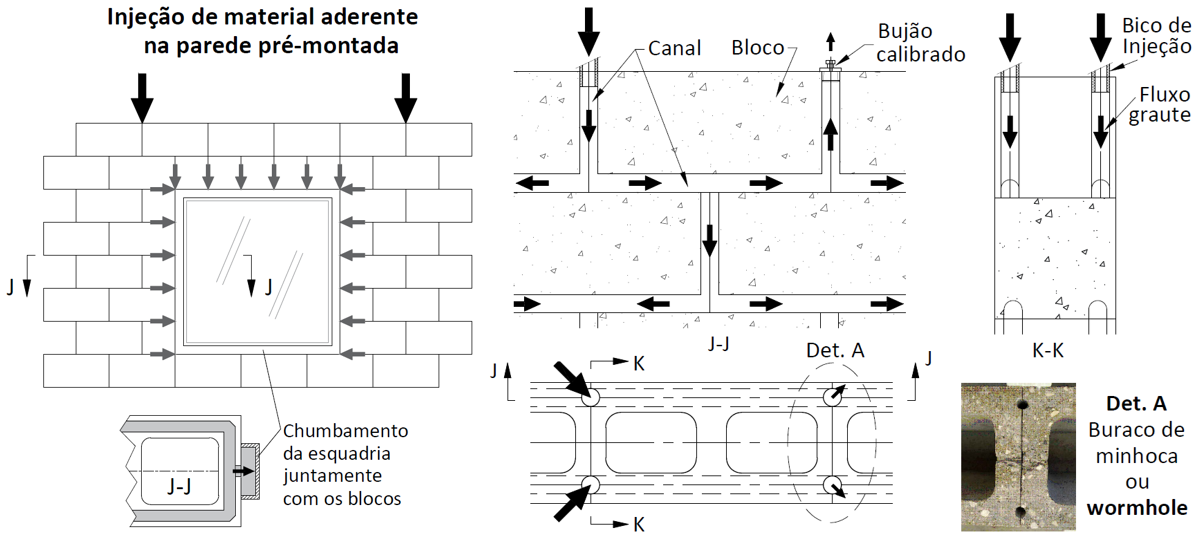 Injeção de material aderente
na parede pré-montada
J
J
Chumbamento
da esquadria
juntamente
com os blocos
J-J
Canal
Bloco
Bujão
calibrado
Bico de
Injeção
Fluxo
graute
J-J
Det. A
K-K
J
K
J
K
Det. A
Buraco de
minhoca
ou
wormhole